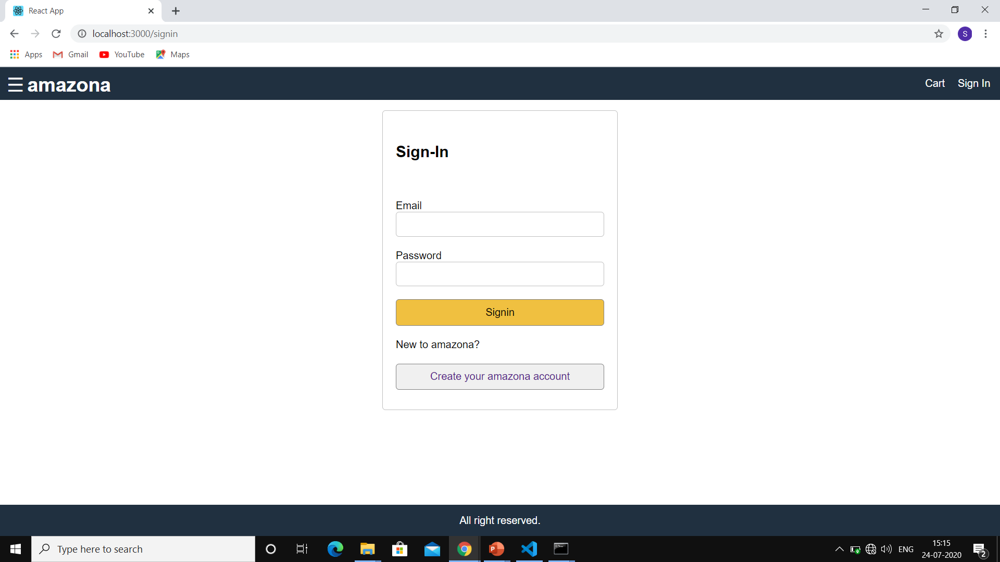 React App
localhost:3000/signin
S
Apps Gmail YouTube Maps
amazona
Cart Sign In
Sign-In
Email
Password
Signin
New to amazona?
Create your amazona account
All right reserved.
Type here to search
ENG
15:15
24-07-2020
2